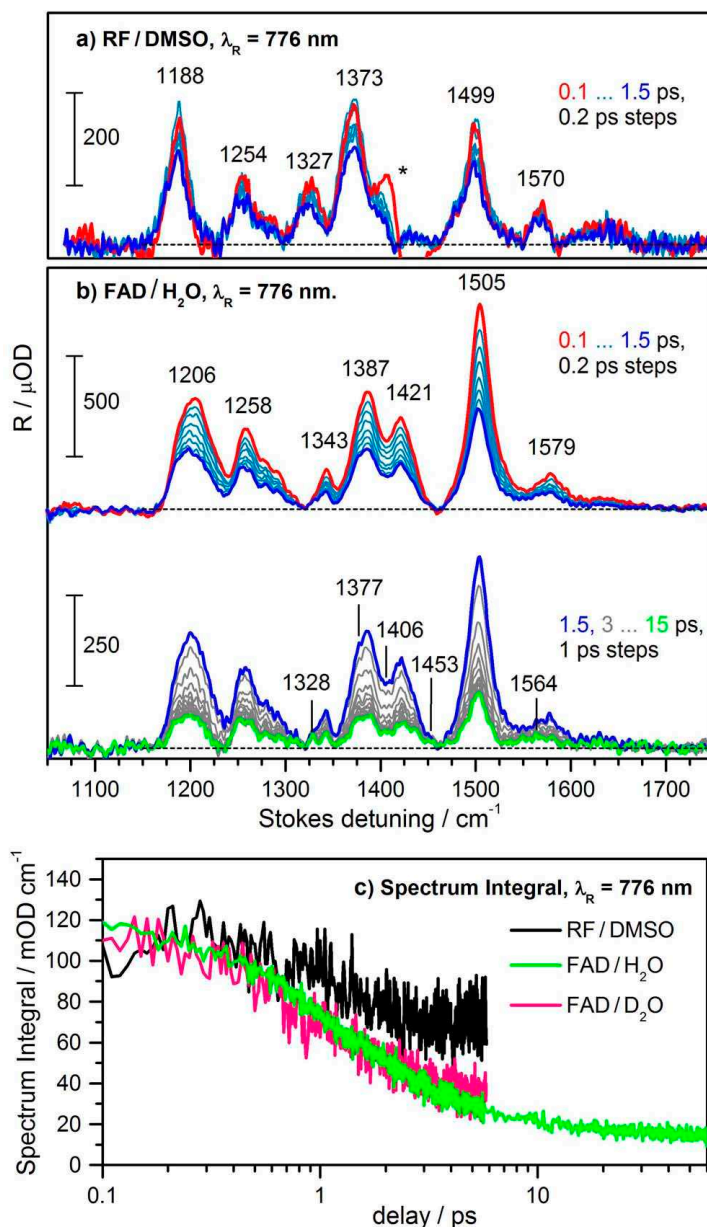 a) RF/DMSO, λR = 776 nm
1188
1373
1499
0.1 ... 1.5 ps,
0.2 ps steps
200
1254
1327
*
1570
b) FAD/H2O, λR = 776 nm.
1505
0.1 ... 1.5 ps,
0.2 ps steps
R / μOD
500
1206
1258
1343
1387
1421
1579
250
1377
1406
1453
1328
1564
1.5, 3 ... 15 ps,
1 ps steps
1100 1200 1300 1400 1500 1600 1700
Stokes detuning / cm-1
c) Spectrum Integral, λR = 776 nm
RF/DMSO
FAD/H2O
FAD/D2O
Spectrum Integral / mOD cm-1
140
120
100
80
60
40
20
0
0.1 1 10
delay / ps